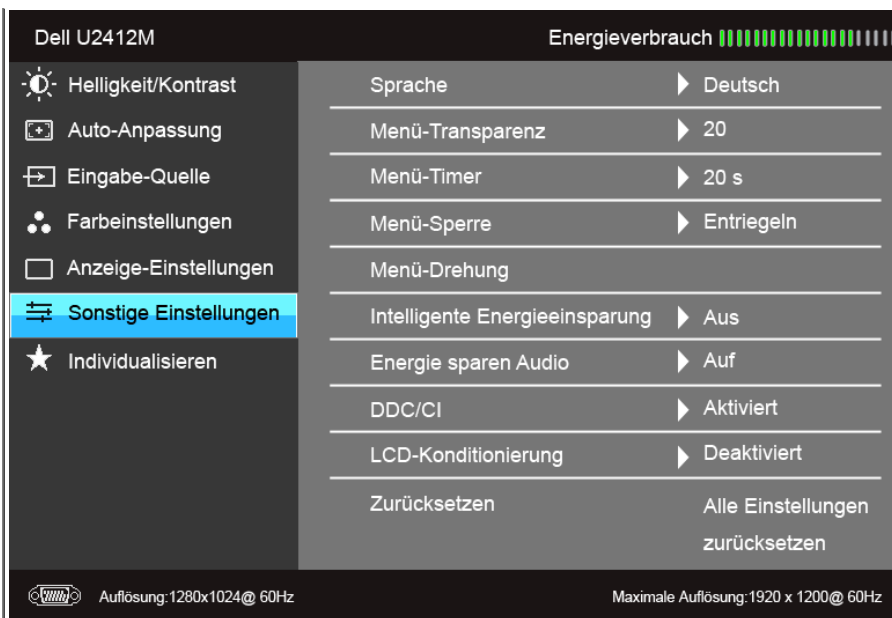 Dell U2412M Energieverbrauch
Helligkeit/Kontrast
Auto-Anpassung
Eingabe-Quelle
Farbeinstellungen
Anzeige-Einstellungen
Sonstige Einstellungen
Individualisieren
Sprache Deutsch
Menü-Transparenz 20
Menü-Timer 20 s
Menü-Sperre Entriegeln
Menü-Drehung
Intelligente Energieeinsparung Aus
Energie sparen Audio Auf
DDC/CI Aktiviert
LCD-Konditionierung Deaktiviert
Zurücksetzen Alle Einstellungen
zurücksetzen
Auflösung:1280x1024@ 60Hz Maximale Auflösung:1920 x 1200@ 60Hz